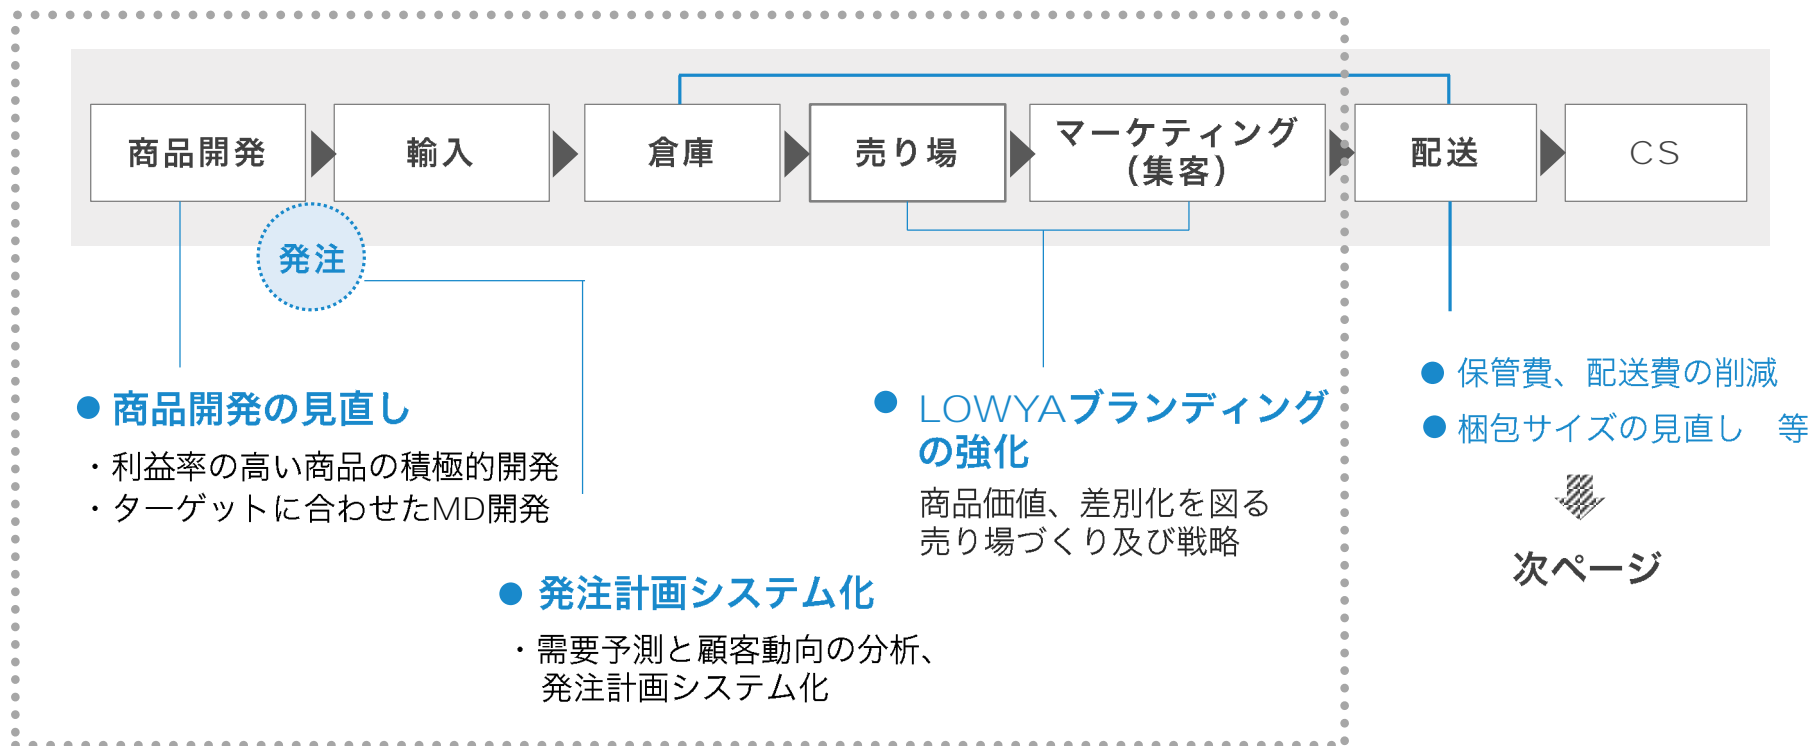 商品開発
輸入
倉庫
売り場
マーケティング
（集客）
配送
CS
発注
● 商品開発の見直し
・利益率の高い商品の積極的開発
・ターゲットに合わせたMD開発
● 発注計画システム化
・需要予測と顧客動向の分析、
発注計画システム化
● LOWYAブランディング
の強化
商品価値、差別化を図る
売り場づくり及び戦略
● 保管費、配送費の削減
● 梱包サイズの見直し　等
次ページ